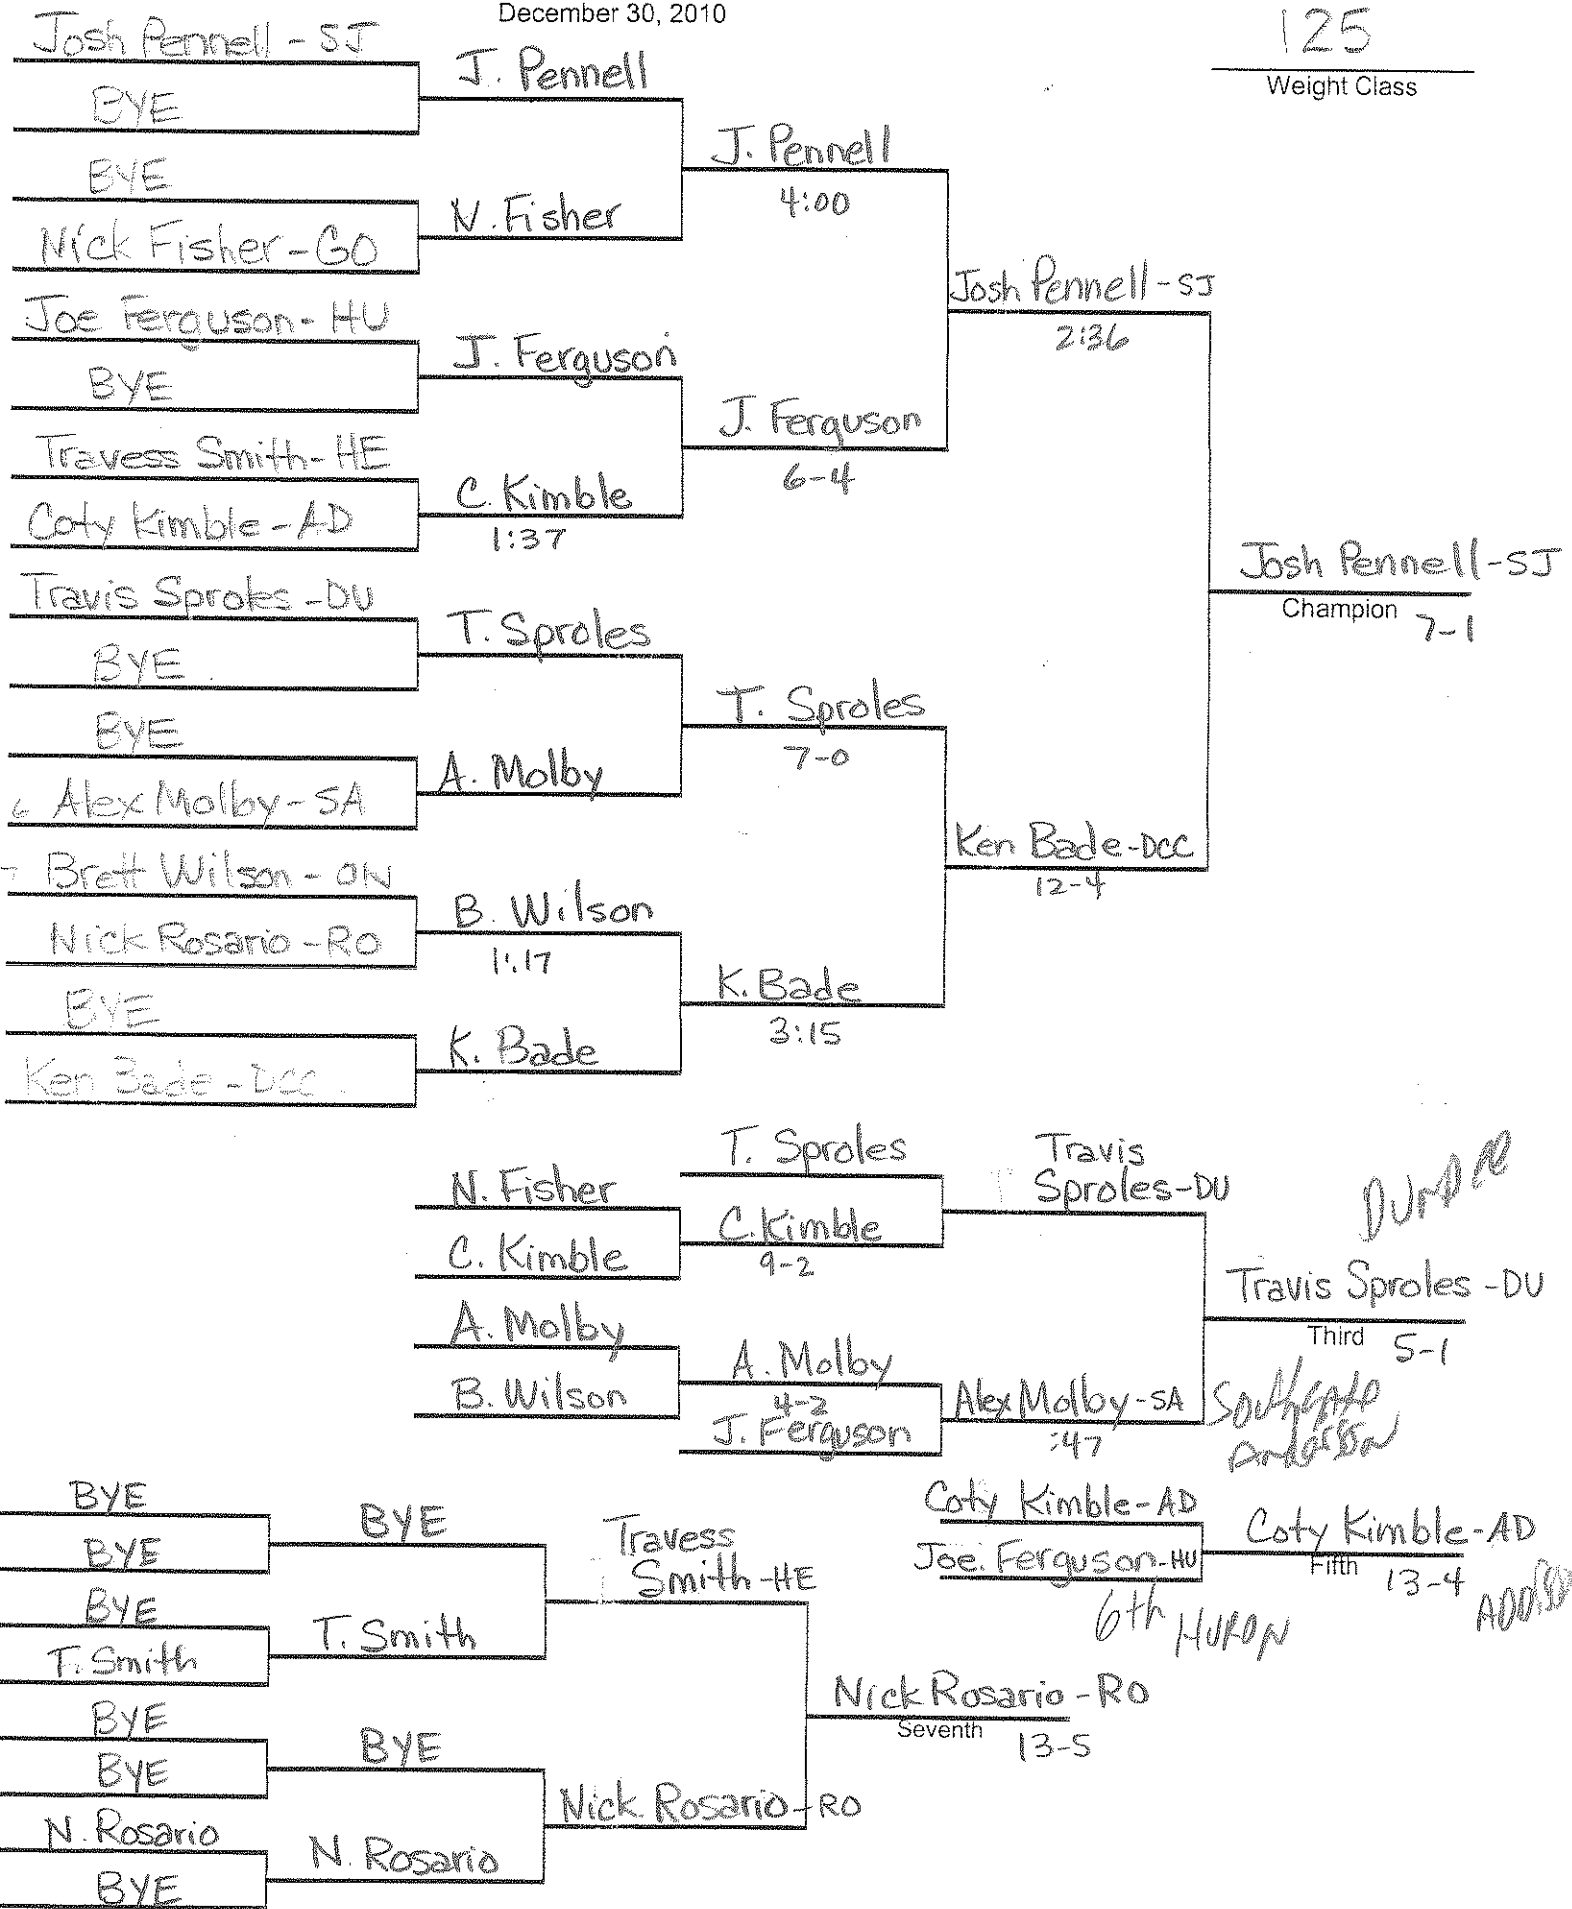 December 30, 2010
125
Weight Class
Josh Pennell - SJ
BYE
BYE
Nick Fisher - GO
Joe Ferguson - HU
BYE
Travess Smith - HE
Coty Kimble - AD
Travis Sproles - DU
BYE
BYE
6 Alex Molby - SA
7 Brett Wilson - ON
Nick Rosario - RO
BYE
Ken Bade - DCC
J. Pennell
N. Fisher
J. Ferguson
C. Kimble
1:37
T. Sproles
A. Molby
B. Wilson
1:17
K. Bade
J. Pennell
4:00
J. Ferguson
6-4
T. Sproles
7-0
K. Bade
3:15
Josh Pennell - SJ
2:36
Ken Bade - DCC
12-4
Josh Pennell - SJ
Champion
7-1
N. Fisher
C. Kimble
A. Molby
B. Wilson
T. Sproles
C. Kimble
9-2
A. Molby
4-2
J. Ferguson
Travis
Sproles - DU
Alex Molby - SA
:47
DUNDEE
Travis Sproles - DU
Third
5-1
Southgate
Anderson
Coty Kimble - AD
Joe. Ferguson - HU
6th HURON
Coty Kimble - AD
Fifth
13-4
ADDISON
BYE
BYE
BYE
T. Smith
BYE
BYE
N. Rosario
BYE
BYE
T. Smith
BYE
N. Rosario
Travess
Smith - HE
Nick Rosario - RO
Nick Rosario - RO
Seventh
13-5